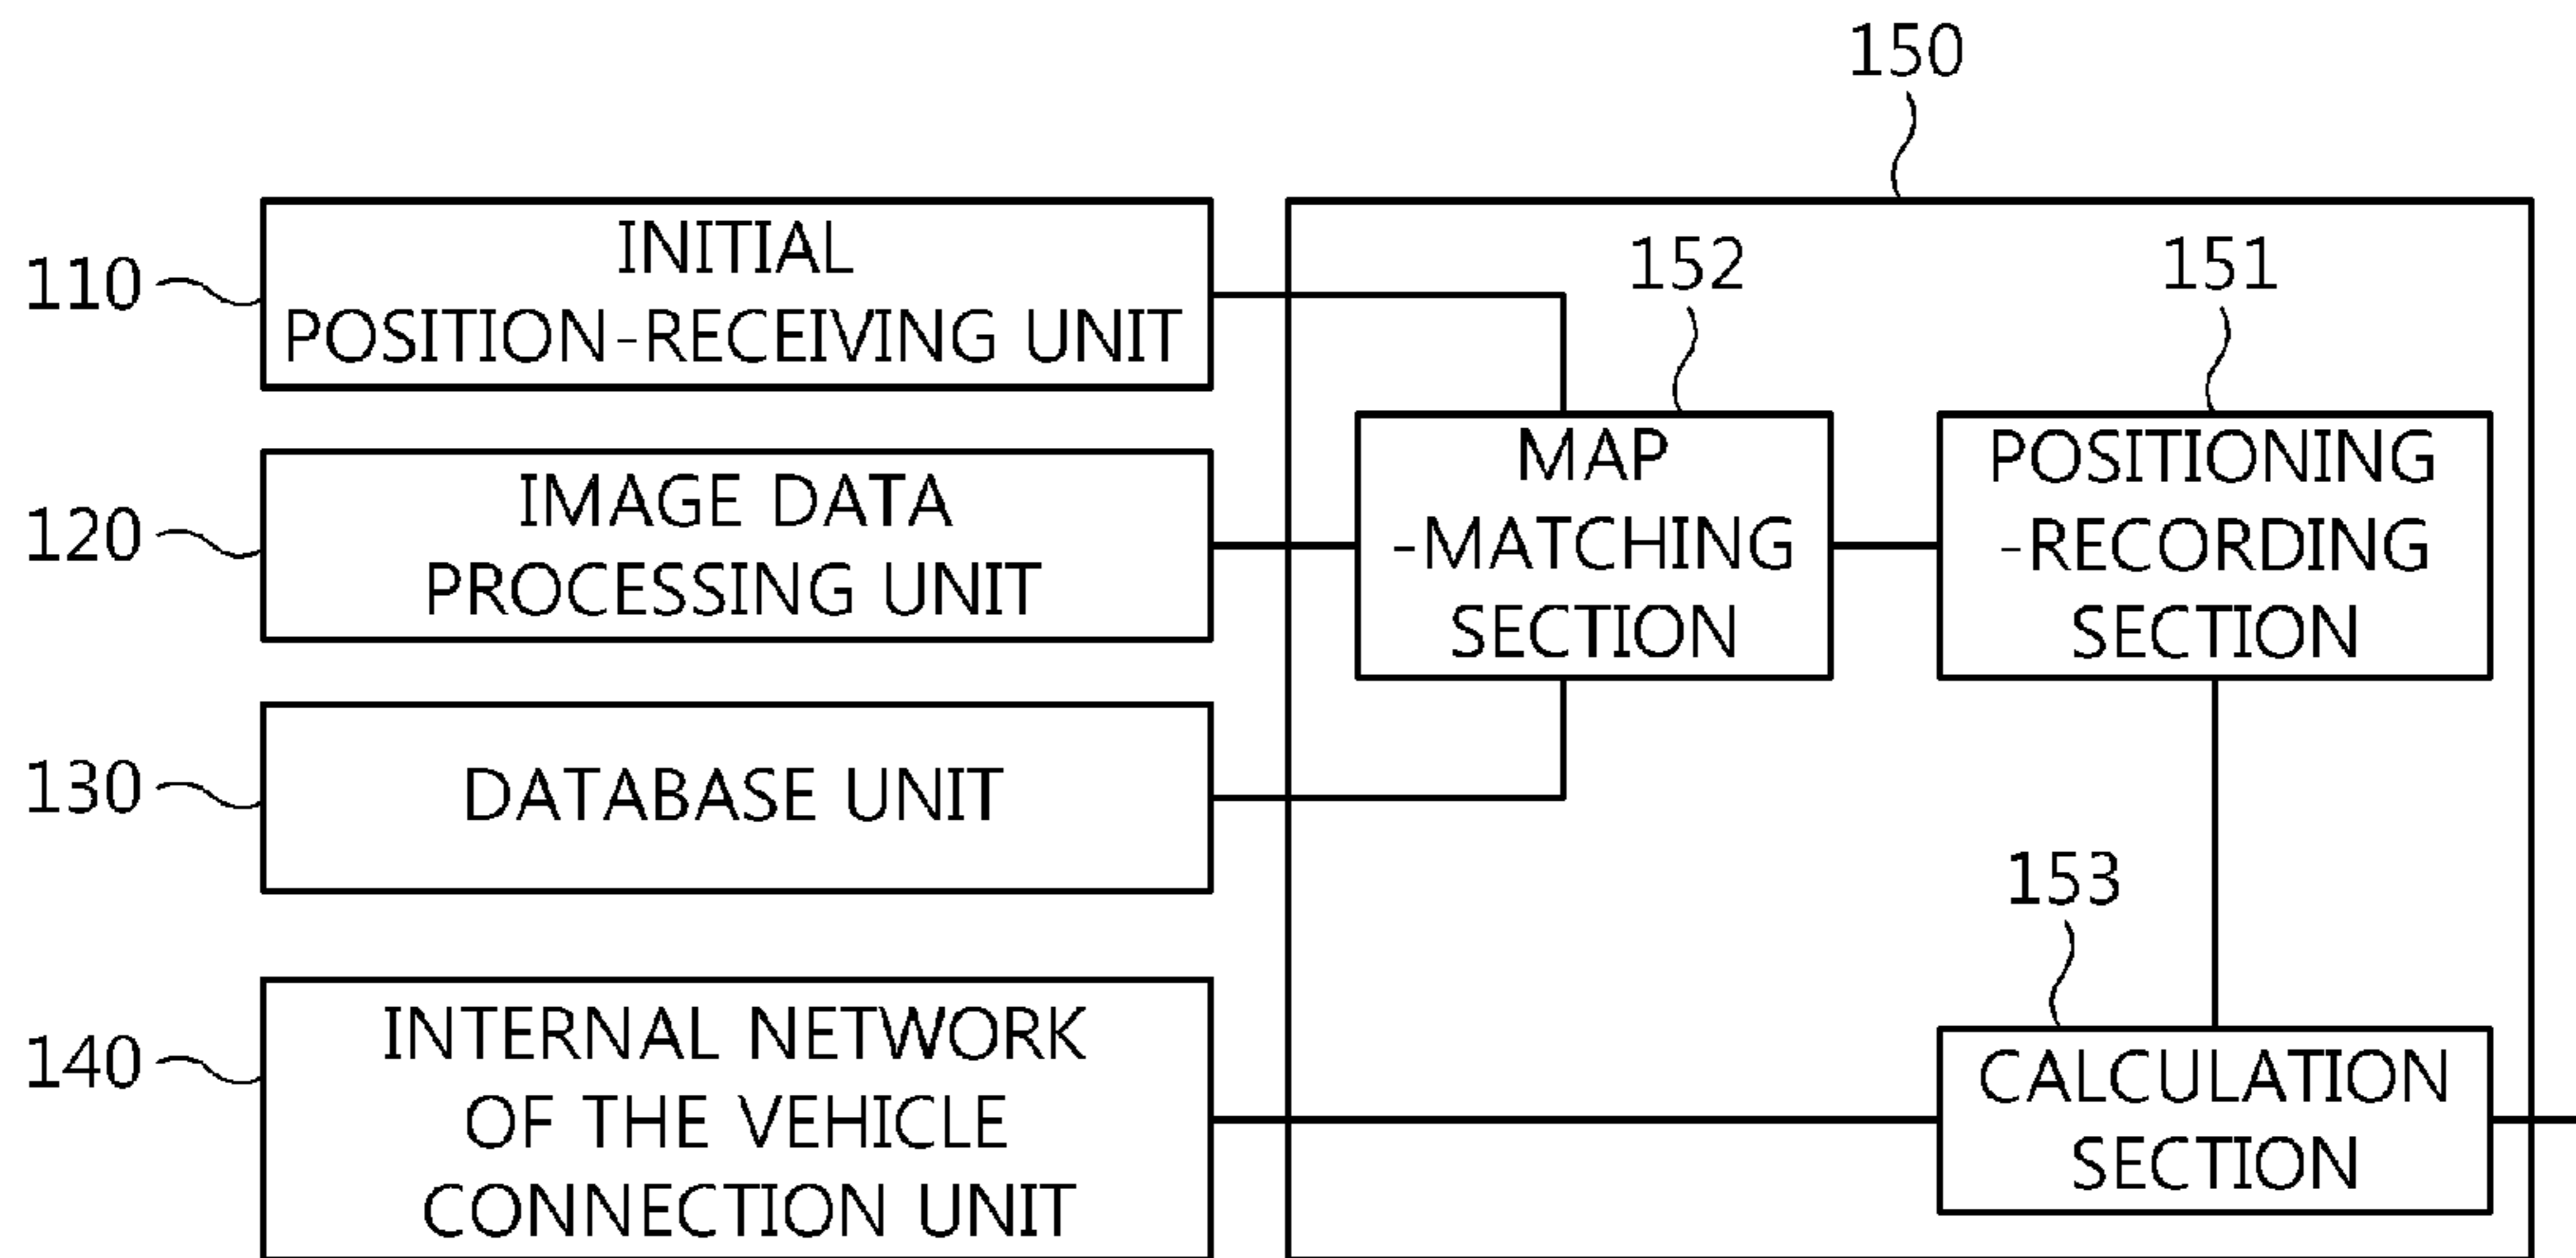 150
110
INITIAL
POSITION-RECEIVING UNIT
152
151
120
IMAGE DATA
PROCESSING UNIT
MAP
-MATCHING
SECTION
POSITIONING
-RECORDING
SECTION
130
DATABASE UNIT
153
140
INTERNAL NETWORK
OF THE VEHICLE
CONNECTION UNIT
CALCULATION
SECTION